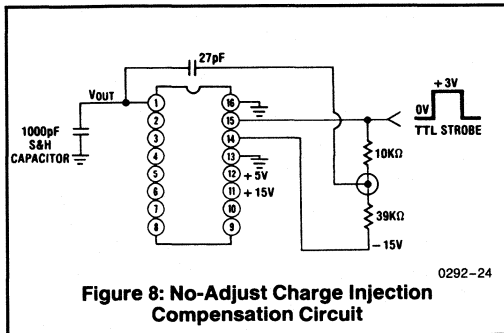 27pF
VOUT
+3V
0V
TTL STROBE
1000pF
S&H
CAPACITOR
1
2
3
4
5
6
7
8
16
15
14
13
12
11
10
9
+5V
+15V
10KΩ
39KΩ
-15V
0292-24
Figure 8: No-Adjust Charge Injection
Compensation Circuit